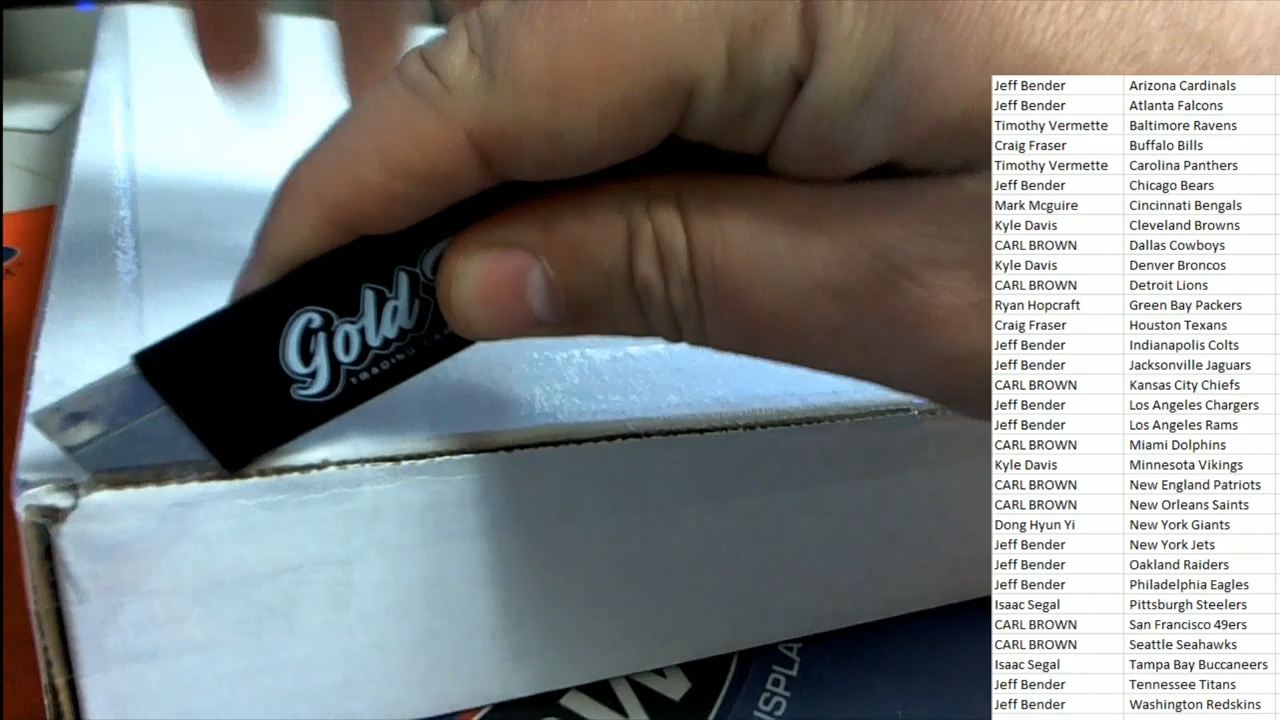 Gold
TRADING
ISPLA
Jeff Bender Arizona Cardinals
Jeff Bender Atlanta Falcons
Timothy Vermette Baltimore Ravens
Craig Fraser Buffalo Bills
Timothy Vermette Carolina Panthers
Jeff Bender Chicago Bears
Mark Mcguire Cincinnati Bengals
Kyle Davis Cleveland Browns
CARL BROWN Dallas Cowboys
Kyle Davis Denver Broncos
CARL BROWN Detroit Lions
Ryan Hopcraft Green Bay Packers
Craig Fraser Houston Texans
Jeff Bender Indianapolis Colts
Jeff Bender Jacksonville Jaguars
CARL BROWN Kansas City Chiefs
Jeff Bender Los Angeles Chargers
Jeff Bender Los Angeles Rams
CARL BROWN Miami Dolphins
Kyle Davis Minnesota Vikings
CARL BROWN New England Patriots
CARL BROWN New Orleans Saints
Dong Hyun Yi New York Giants
Jeff Bender New York Jets
Jeff Bender Oakland Raiders
Jeff Bender Philadelphia Eagles
Isaac Segal Pittsburgh Steelers
CARL BROWN San Francisco 49ers
CARL BROWN Seattle Seahawks
Isaac Segal Tampa Bay Buccaneers
Jeff Bender Tennessee Titans
Jeff Bender Washington Redskins